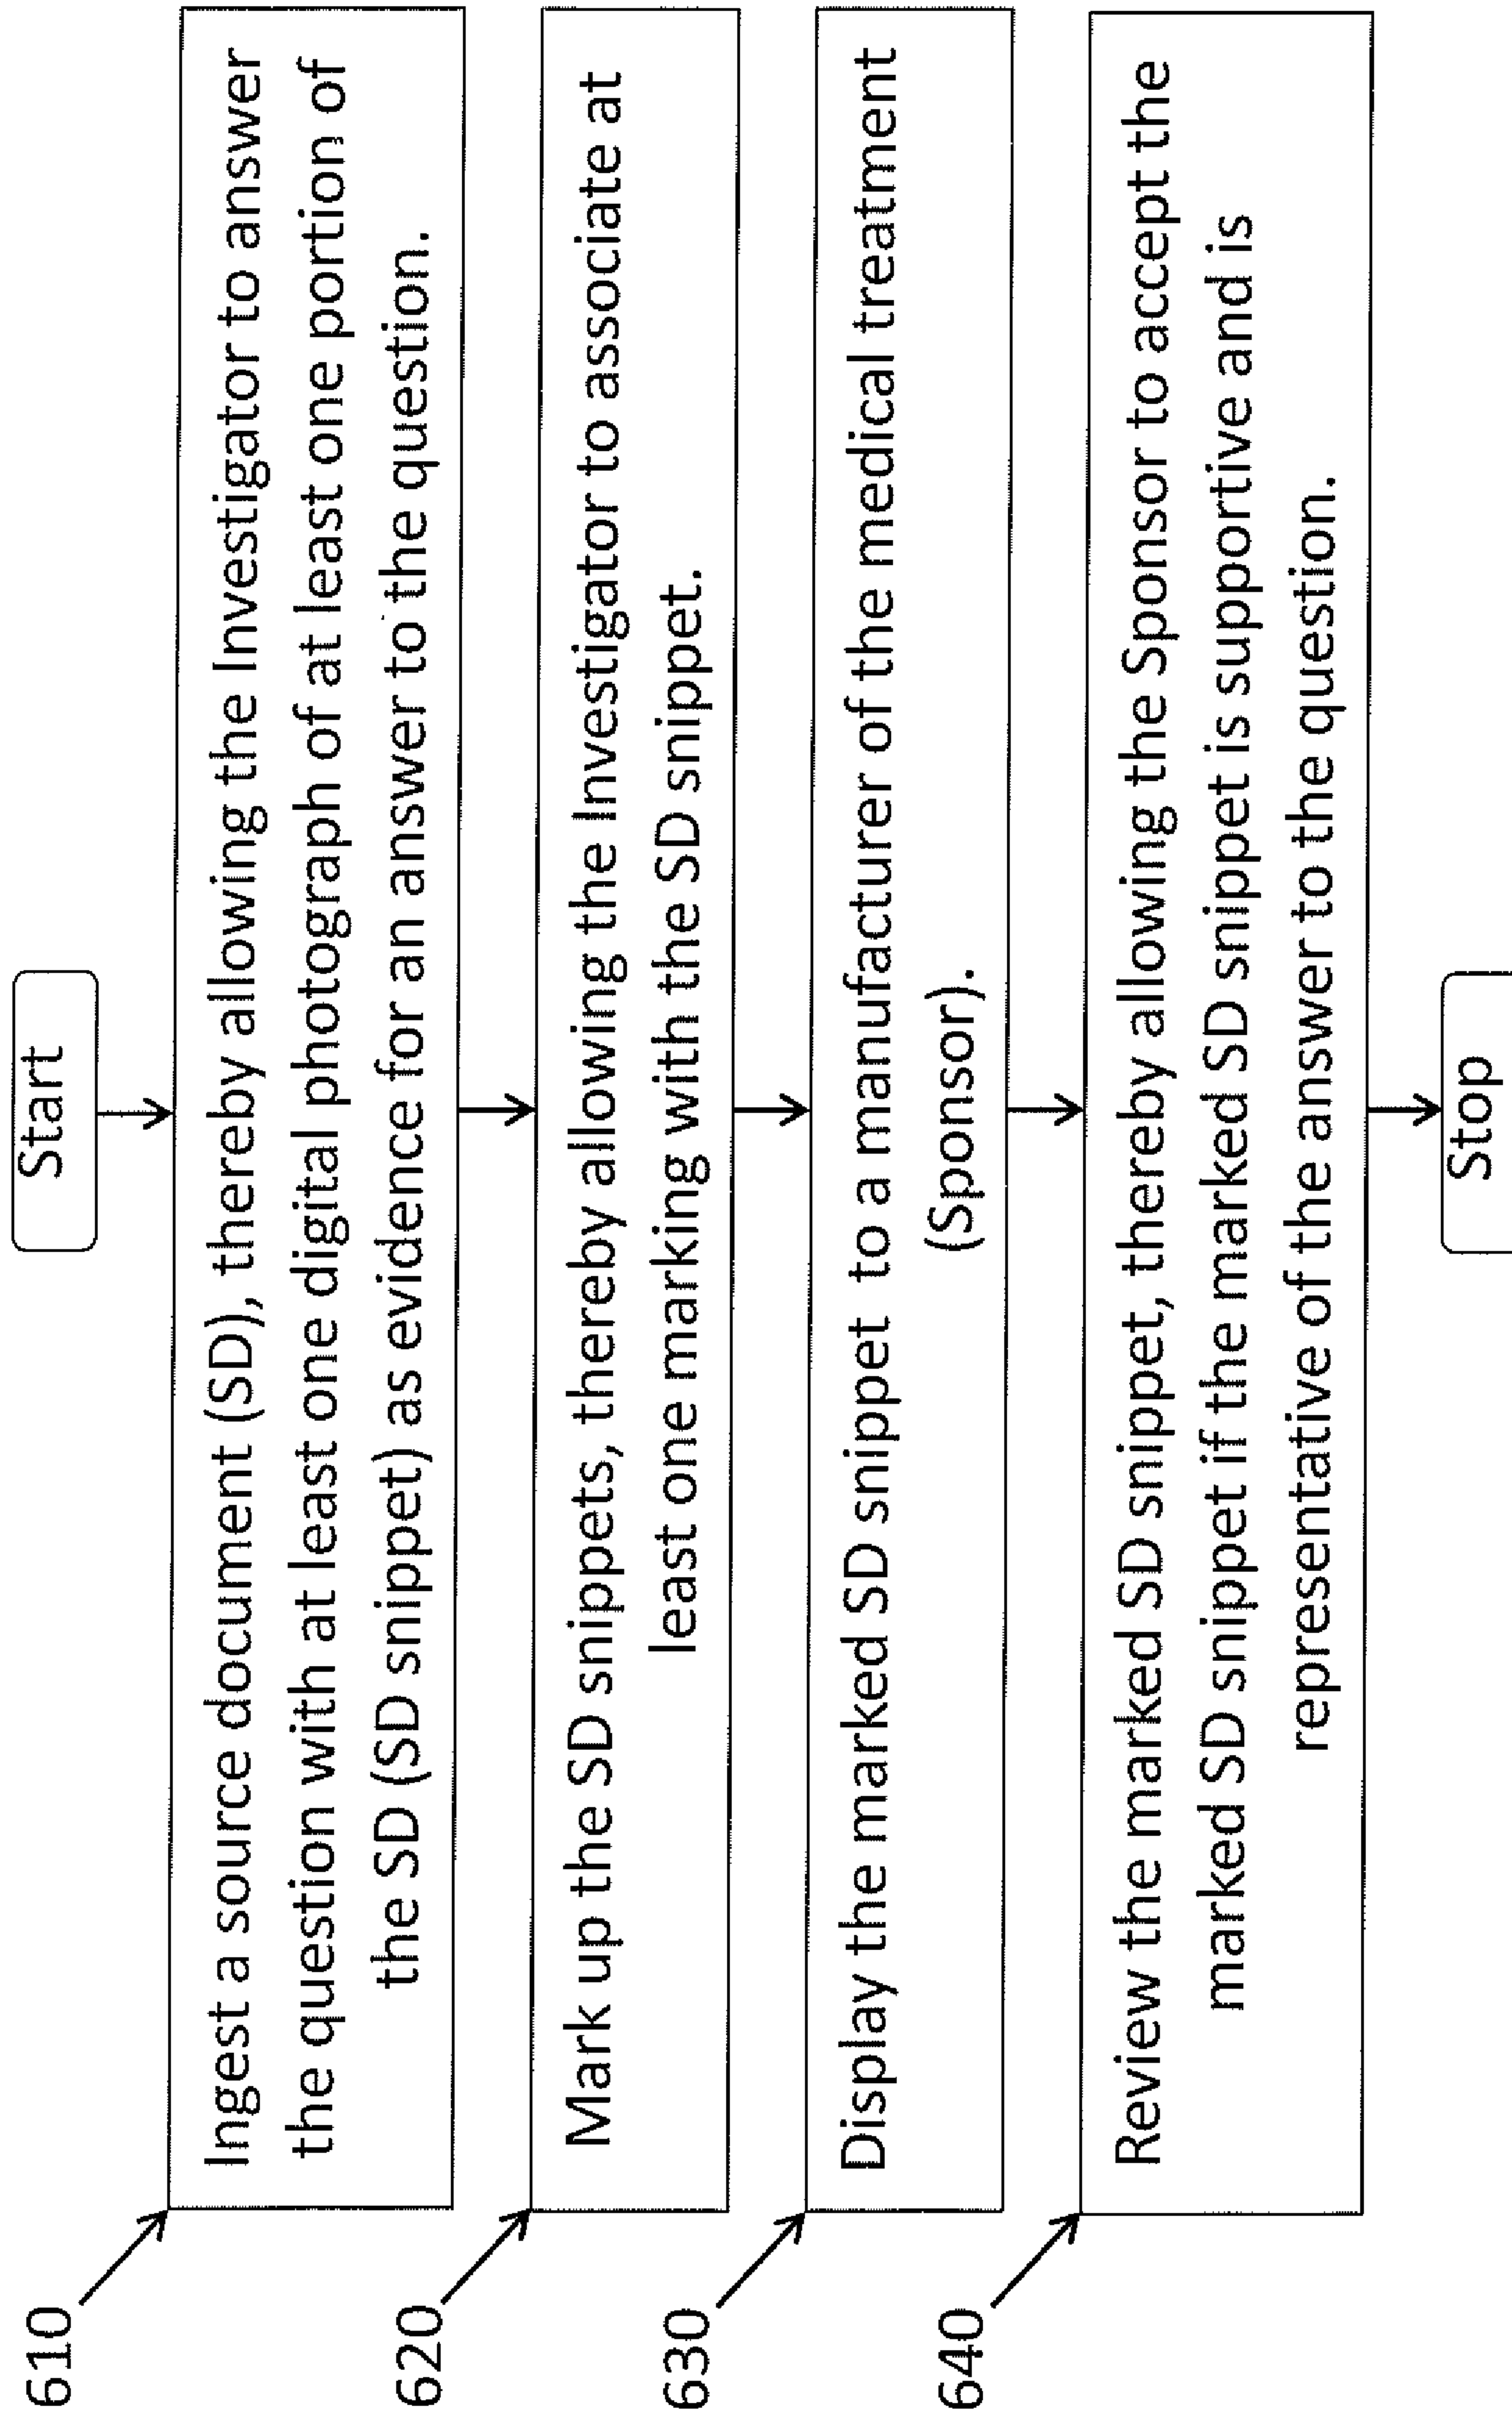 Start
610
Ingest a source document (SD), thereby allowing the Investigator to answer
the question with at least one digital photograph of at least one portion of
the SD (SD snippet) as evidence for an answer to the question.
620
Mark up the SD snippets, thereby allowing the Investigator to associate at
least one marking with the SD snippet.
630
Display the marked SD snippet to a manufacturer of the medical treatment
(Sponsor).
640
Review the marked SD snippet, thereby allowing the Sponsor to accept the
marked SD snippet if the marked SD snippet is supportive and is
representative of the answer to the question.
Stop